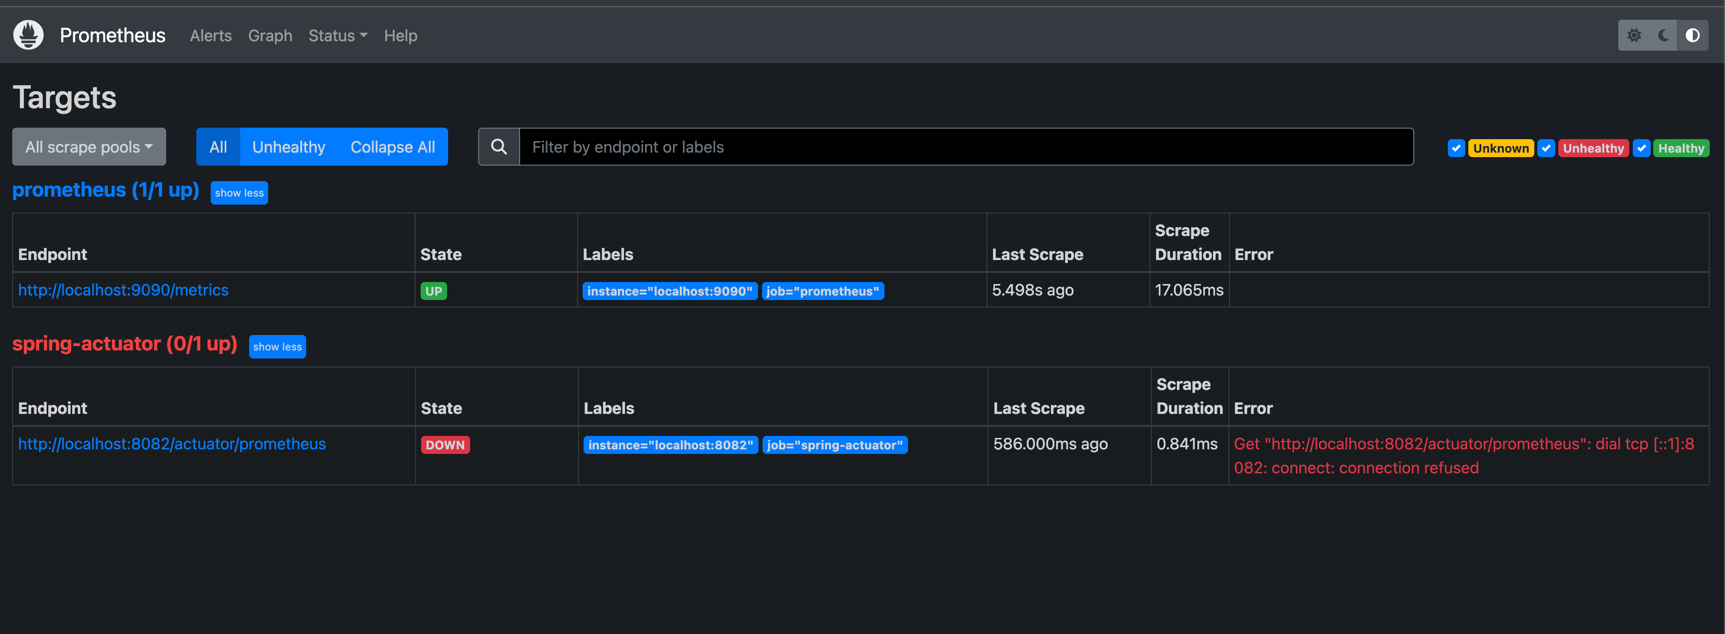 Prometheus Alerts Graph Status Help
Targets
All scrape pools All Unhealthy Collapse All Filter by endpoint or labels Unknown Unhealthy Healthy
prometheus (1/1 up) show less
Endpoint State Labels Last Scrape Scrape Duration Error
http://localhost:9090/metrics UP instance="localhost:9090" job="prometheus" 5.498s ago 17.065ms
spring-actuator (0/1 up) show less
Endpoint State Labels Last Scrape Scrape Duration Error
http://localhost:8082/actuator/prometheus DOWN instance="localhost:8082" job="spring-actuator" 586.000ms ago 0.841ms Get "http://localhost:8082/actuator/prometheus": dial tcp [::1]:8
082: connect: connection refused